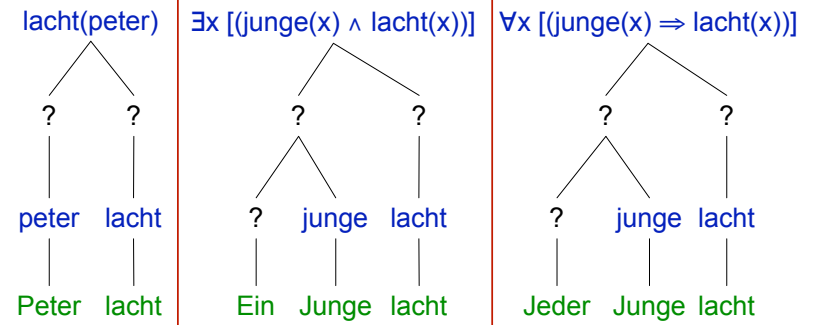 lacht(peter) ∃x [(junge(x) ∧ lacht(x))] ∀x [(junge(x) ⇒ lacht(x))]
? ? ? ? ? ?
peter lacht ? junge lacht ? junge lacht
Peter lacht Ein Junge lacht Jeder Junge lacht